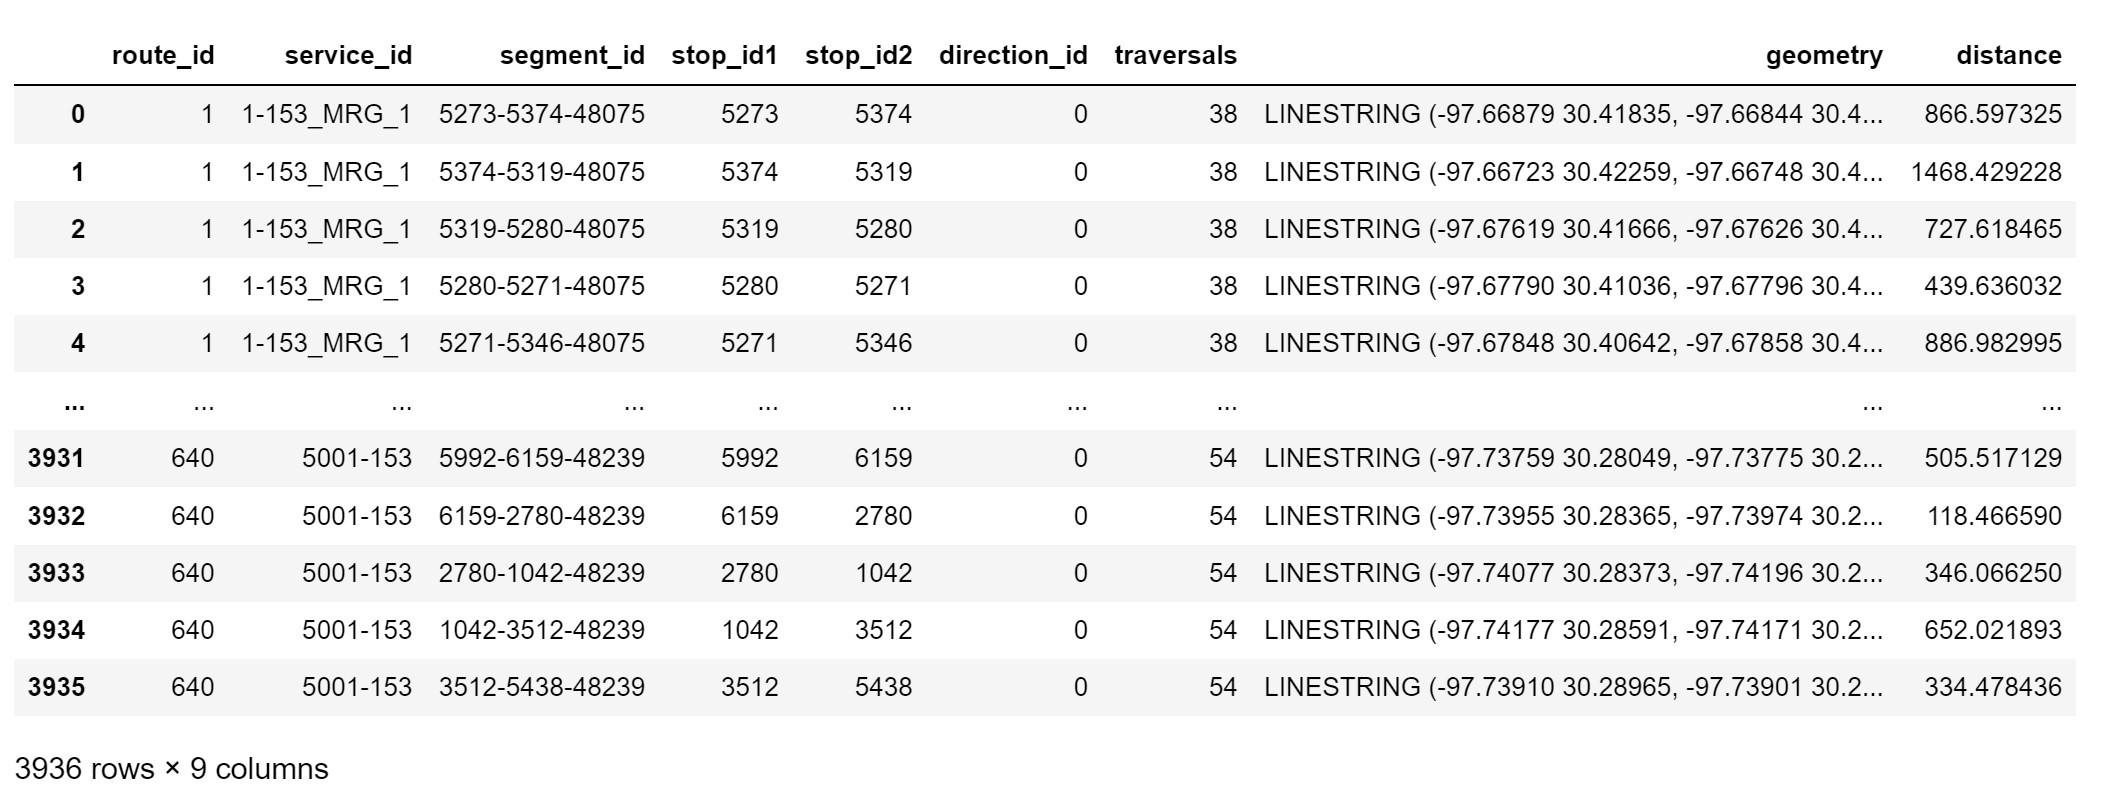 route_id service_id segment_id stop_id1 stop_id2 direction_id traversals geometry distance
0 1 1-153_MRG_1 5273-5374-48075 5273 5374 0 38 LINESTRING (-97.66879 30.41835, -97.66844 30.4... 866.597325
1 1 1-153_MRG_1 5374-5319-48075 5374 5319 0 38 LINESTRING (-97.66723 30.42259, -97.66748 30.4... 1468.429228
2 1 1-153_MRG_1 5319-5280-48075 5319 5280 0 38 LINESTRING (-97.67619 30.41666, -97.67626 30.4... 727.618465
3 1 1-153_MRG_1 5280-5271-48075 5280 5271 0 38 LINESTRING (-97.67790 30.41036, -97.67796 30.4... 439.636032
4 1 1-153_MRG_1 5271-5346-48075 5271 5346 0 38 LINESTRING (-97.67848 30.40642, -97.67858 30.4... 886.982995
... ... ... ... ... ... ... ... ... ...
3931 640 5001-153 5992-6159-48239 5992 6159 0 54 LINESTRING (-97.73759 30.28049, -97.73775 30.2... 505.517129
3932 640 5001-153 6159-2780-48239 6159 2780 0 54 LINESTRING (-97.73955 30.28365, -97.73974 30.2... 118.466590
3933 640 5001-153 2780-1042-48239 2780 1042 0 54 LINESTRING (-97.74077 30.28373, -97.74196 30.2... 346.066250
3934 640 5001-153 1042-3512-48239 1042 3512 0 54 LINESTRING (-97.74177 30.28591, -97.74171 30.2... 652.021893
3935 640 5001-153 3512-5438-48239 3512 5438 0 54 LINESTRING (-97.73910 30.28965, -97.73901 30.2... 334.478436
3936 rows × 9 columns